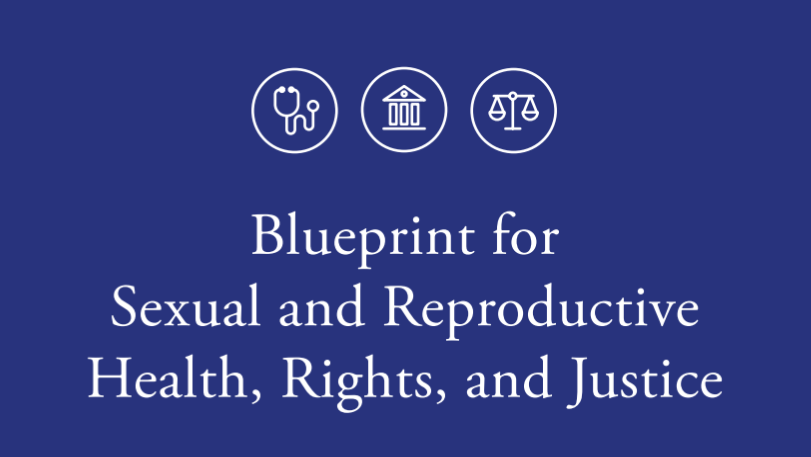 Blueprint for
Sexual and Reproductive
Health, Rights, and Justice